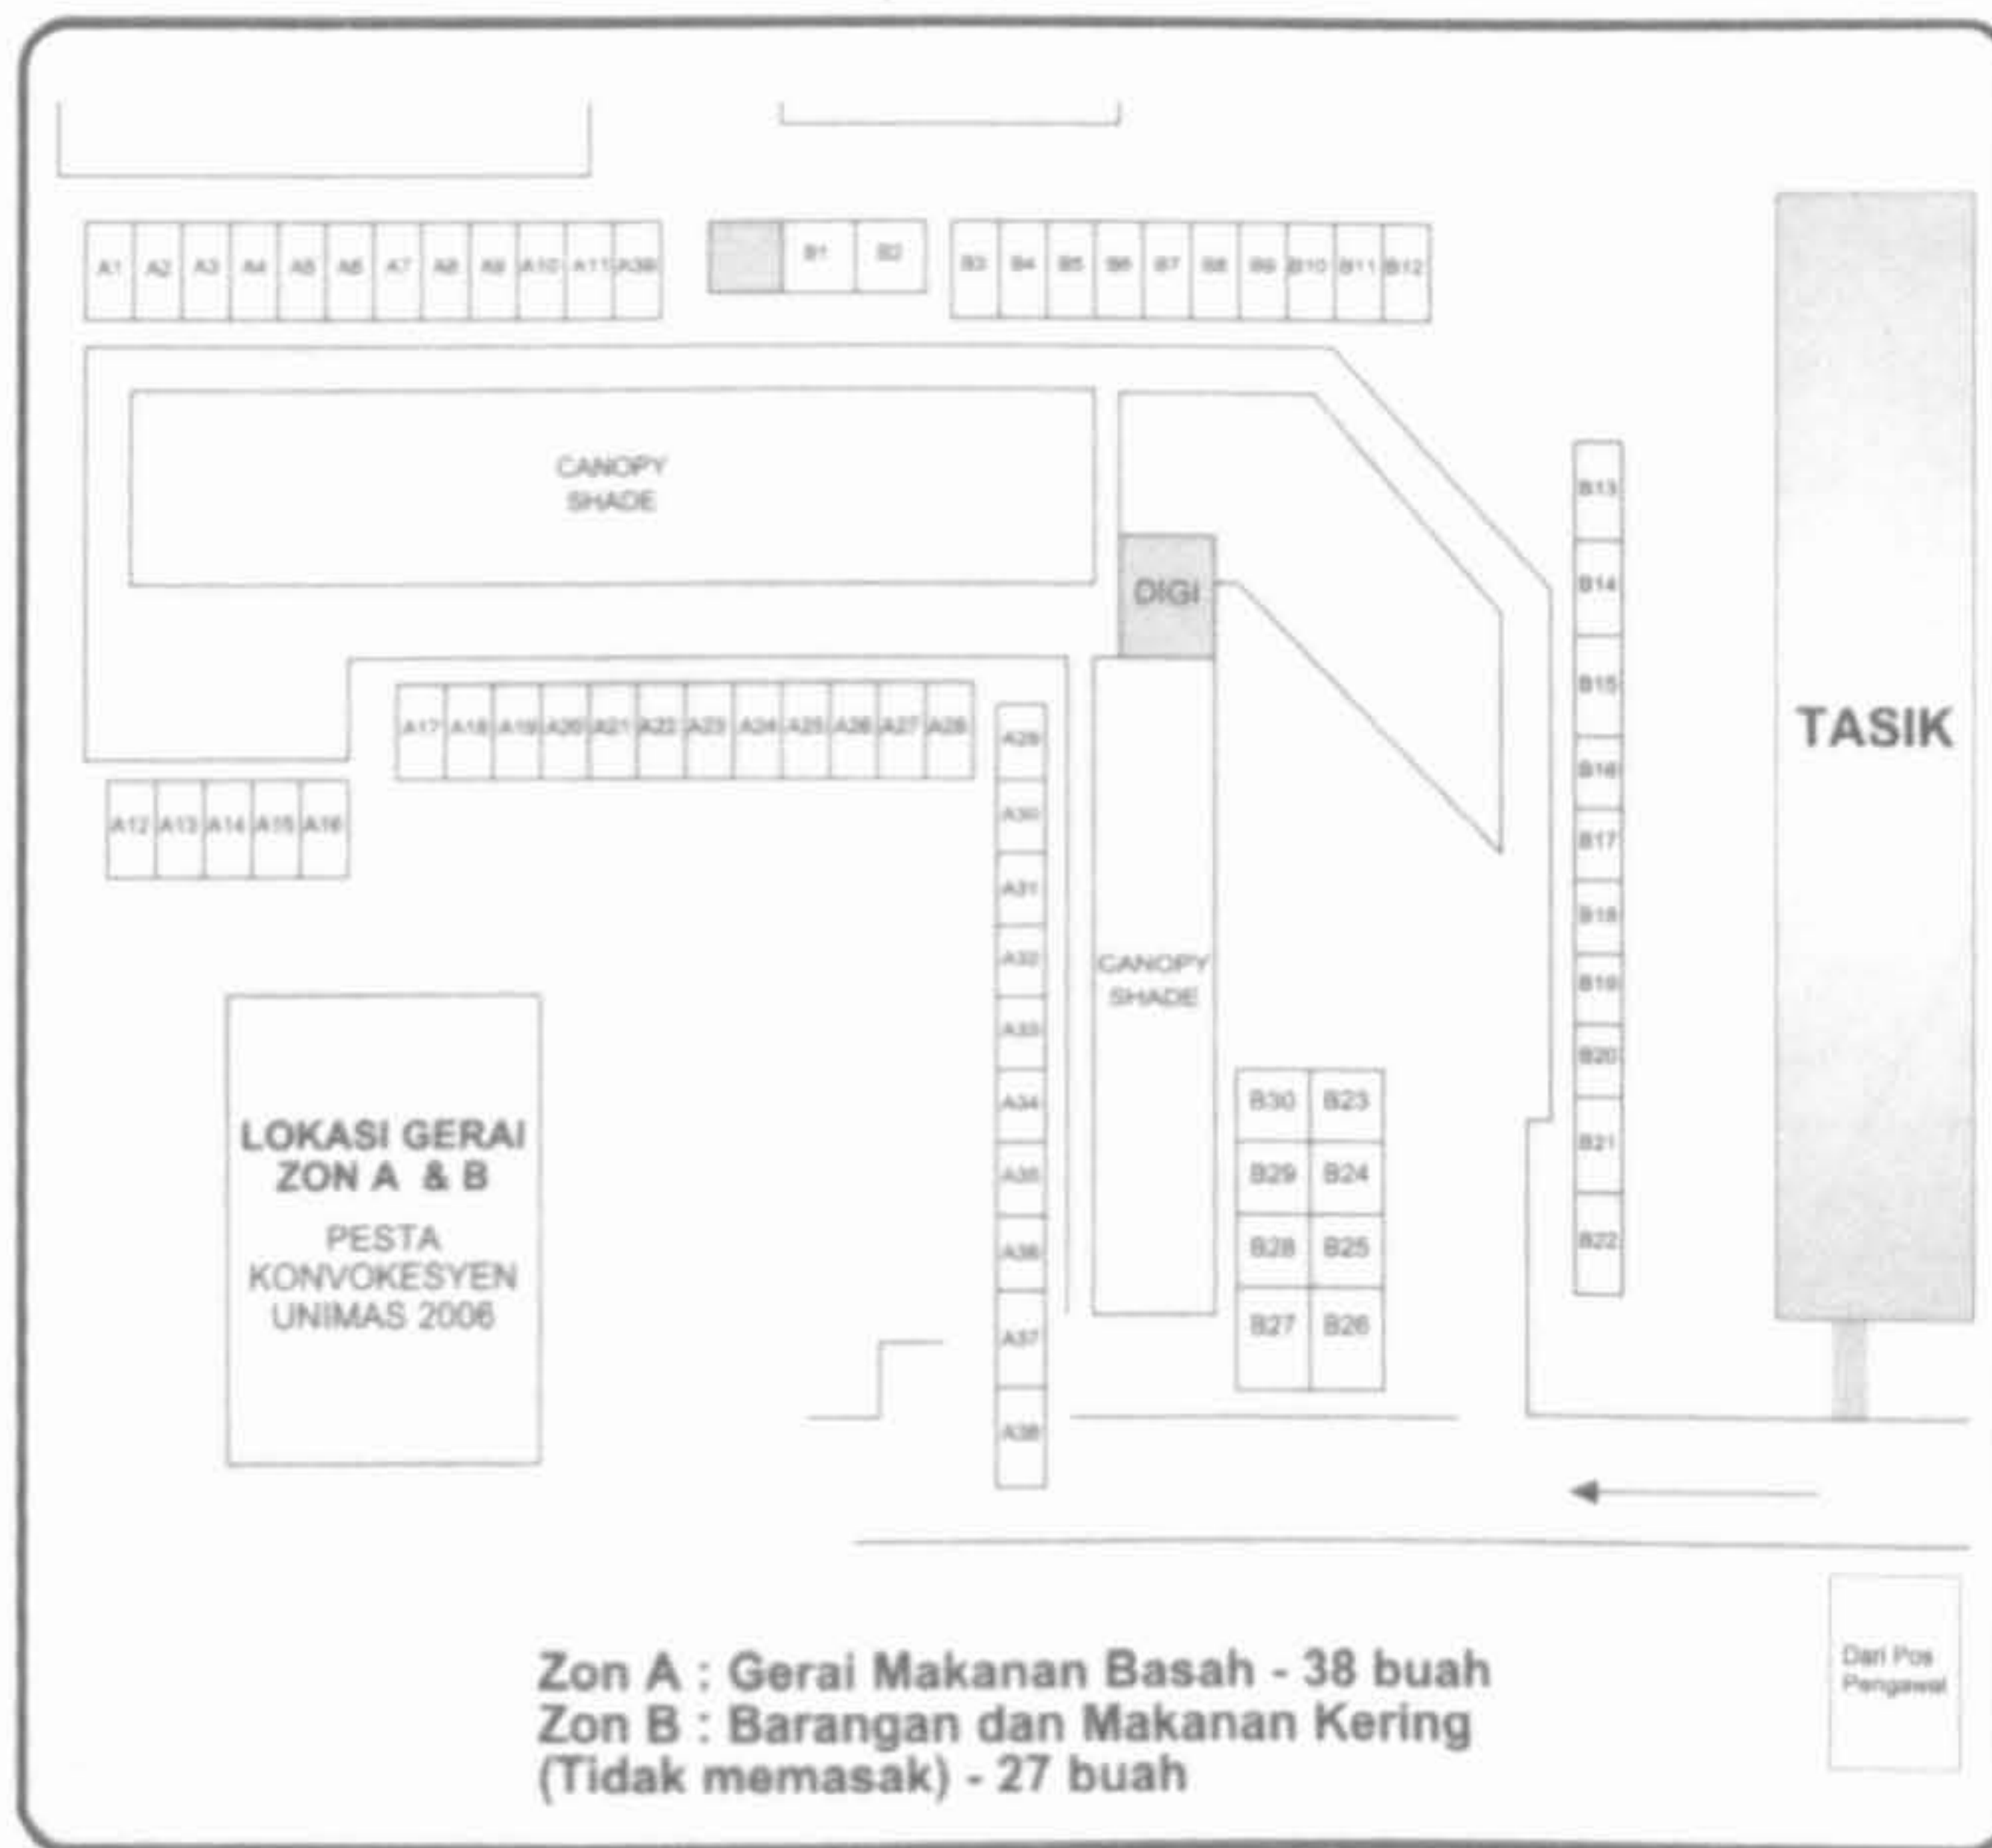 A1 A2 A3 A4 A5 A6 A7 A8 A9 A10 A11 A39
B1 B2
B3 B4 B5 B6 B7 B8 B9 B10 B11 B12
CANOPY
SHADE
DIGI
B13
B14
B15
B16
B17
B18
B19
B20
B21
B22
TASIK
A17 A18 A19 A20 A21 A22 A23 A24 A25 A26 A27 A28
A12 A13 A14 A15 A16
A29
A30
A31
A32
A33
A34
A35
A36
A37
A38
CANOPY
SHADE
B30 B23
B29 B24
B28 B25
B27 B26
LOKASI GERAI
ZON A & B
PESTA
KONVOKESYEN
UNIMAS 2006
Zon A : Gerai Makanan Basah - 38 buah
Zon B : Barangan dan Makanan Kering
(Tidak memasak) - 27 buah
Dari Pos
Pengawal